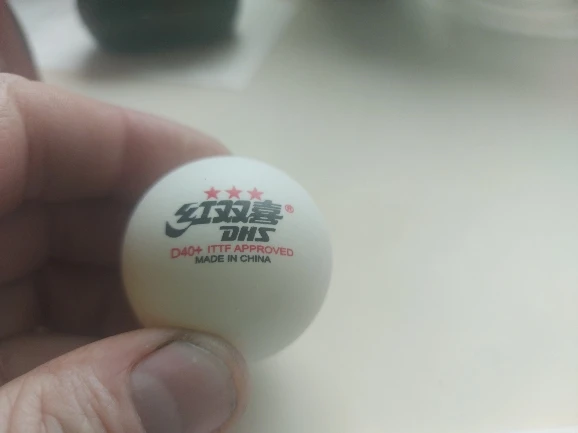 ★★★
红双喜®
DHS
D40+ ITTF APPROVED
MADE IN CHINA